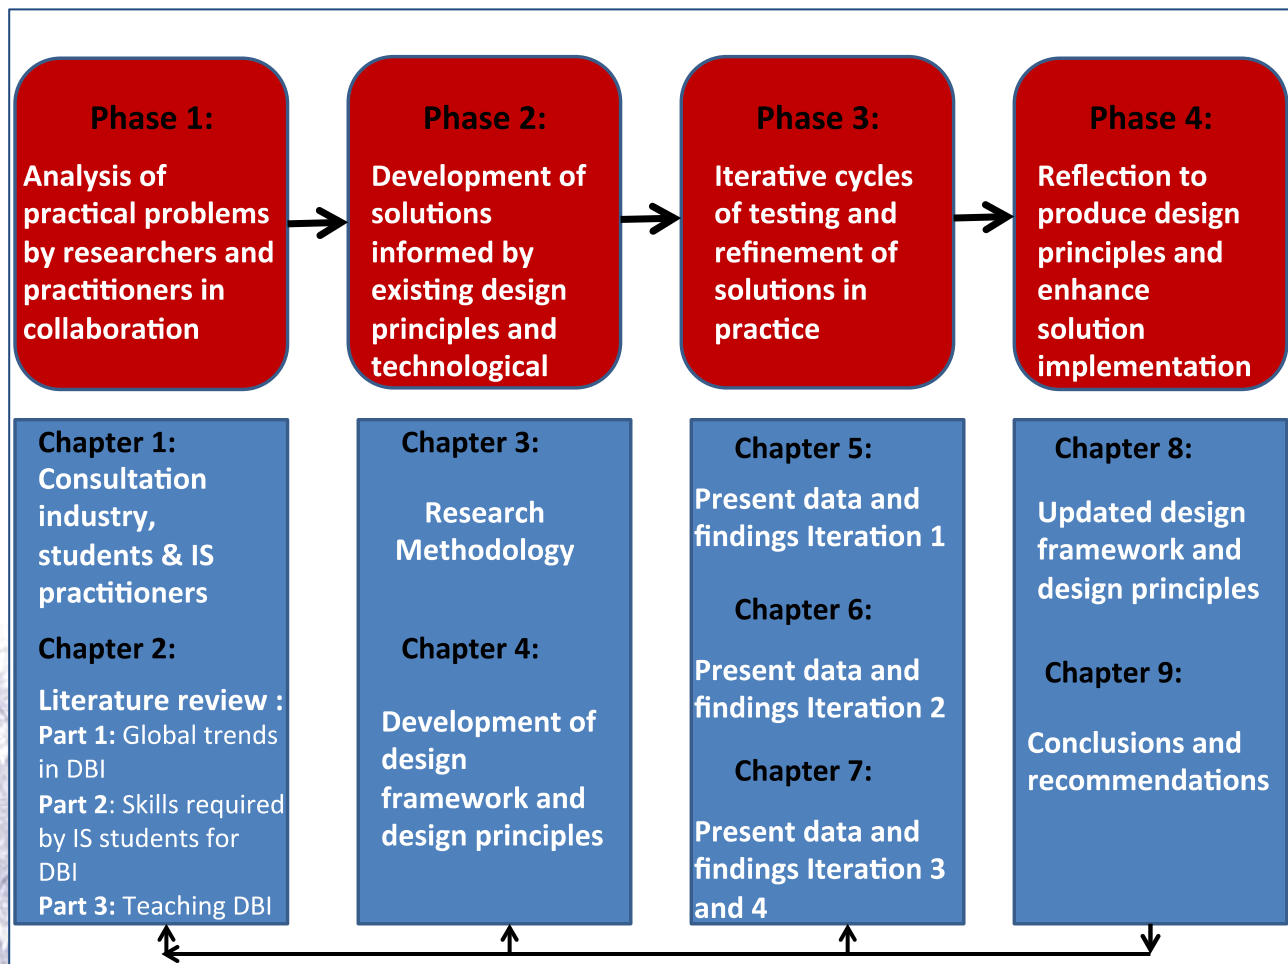 Phase 1:
Analysis of
practical problems
by researchers and
practitioners in
collaboration
Phase 2:
Development of
solutions
informed by
existing design
principles and
technological
Phase 3:
Iterative cycles
of testing and
refinement of
solutions in
practice
Phase 4:
Reflection to
produce design
principles and
enhance
solution
implementation
Chapter 1:
Consultation
industry,
students & IS
practitioners
Chapter 2:
Literature review :
Part 1: Global trends
in DBI
Part 2: Skills required
by IS students for
DBI
Part 3: Teaching DBI
Chapter 3:
Research
Methodology
Chapter 4:
Development of
design
framework and
design principles
Chapter 5:
Present data and
findings Iteration 1
Chapter 6:
Present data and
findings Iteration 2
Chapter 7:
Present data and
findings Iteration 3
and 4
Chapter 8:
Updated design
framework and
design principles
Chapter 9:
Conclusions and
recommendations